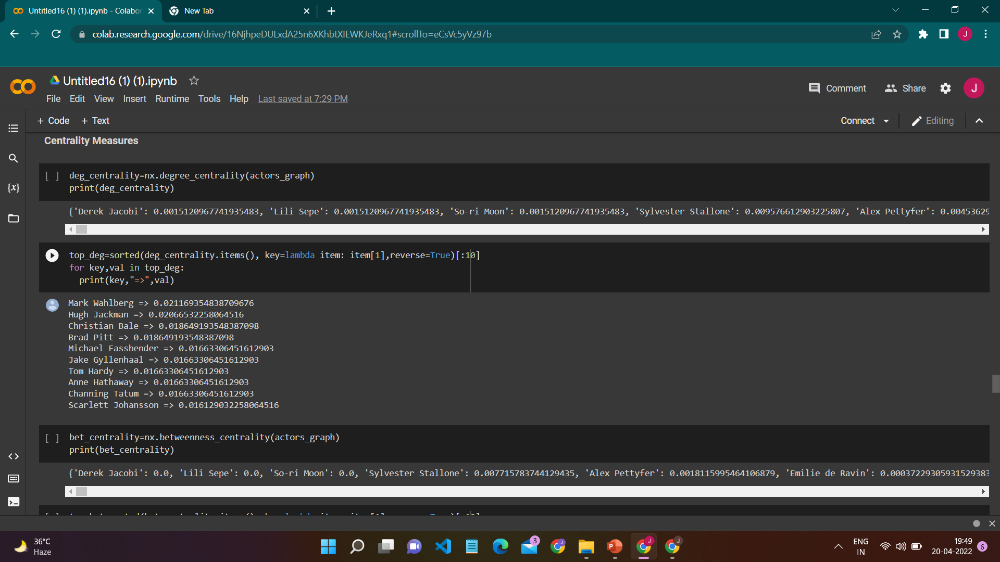 Untitled16 (1) (1).ipynb - Colabor
New Tab
colab.research.google.com/drive/16NjhpeDULxdA25n6XKhbtXIEWKJeRxq1#scrollTo=eCsVc5yVz97b
J
Untitled16 (1) (1).ipynb
File Edit View Insert Runtime Tools Help Last saved at 7:29 PM
Comment Share J
+ Code + Text
Connect Editing
Centrality Measures
{x}
[ ] deg_centrality=nx.degree_centrality(actors_graph)
print(deg_centrality)
{'Derek Jacobi': 0.0015120967741935483, 'Lili Sepe': 0.0015120967741935483, 'So-ri Moon': 0.0015120967741935483, 'Sylvester Stallone': 0.009576612903225807, 'Alex Pettyfer': 0.00453629
top_deg=sorted(deg_centrality.items(), key=lambda item: item[1],reverse=True)[:10]
for key,val in top_deg:
print(key,"=>",val)
Mark Wahlberg => 0.021169354838709676
Hugh Jackman => 0.02066532258064516
Christian Bale => 0.018649193548387098
Brad Pitt => 0.018649193548387098
Michael Fassbender => 0.01663306451612903
Jake Gyllenhaal => 0.01663306451612903
Tom Hardy => 0.01663306451612903
Anne Hathaway => 0.01663306451612903
Channing Tatum => 0.01663306451612903
Scarlett Johansson => 0.016129032258064516
[ ] bet_centrality=nx.betweenness_centrality(actors_graph)
print(bet_centrality)
{'Derek Jacobi': 0.0, 'Lili Sepe': 0.0, 'So-ri Moon': 0.0, 'Sylvester Stallone': 0.007715783744129435, 'Alex Pettyfer': 0.0018115995464106879, 'Emilie de Ravin': 0.00037229305931529383
36°C
Haze
3
J
P
J
J
ENG
IN
19:49
20-04-2022
6